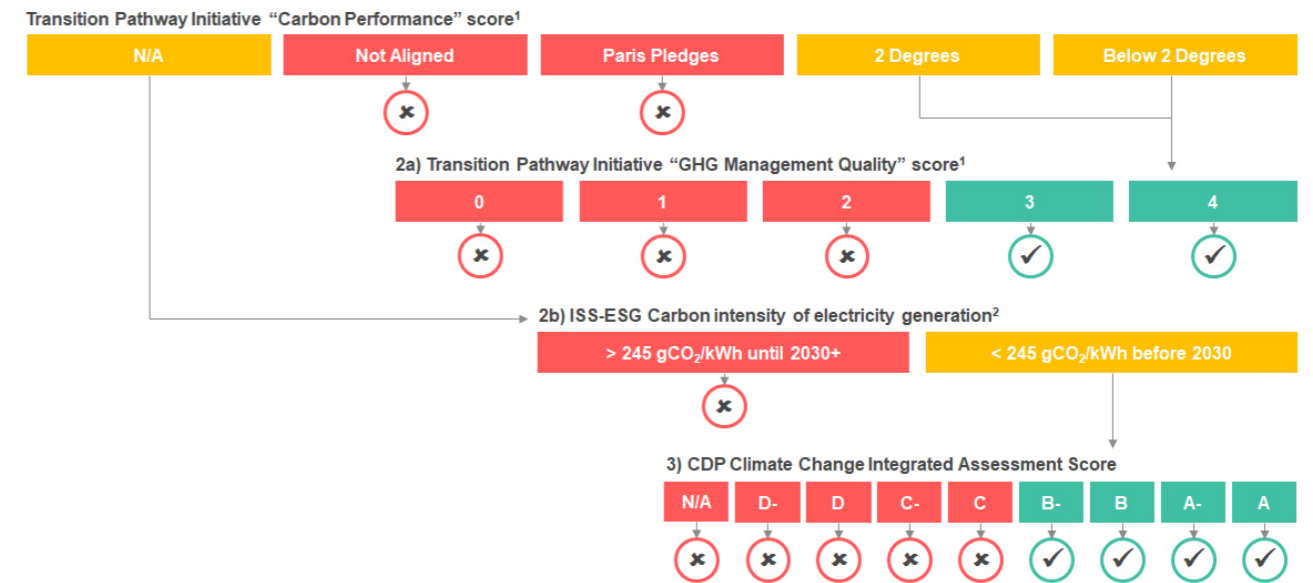 Transition Pathway Initiative “Carbon Performance” score¹
N/A Not Aligned Paris Pledges 2 Degrees Below 2 Degrees
2a) Transition Pathway Initiative “GHG Management Quality” score¹
0 1 2 3 4
2b) ISS-ESG Carbon intensity of electricity generation²
> 245 gCO₂/kWh until 2030+ < 245 gCO₂/kWh before 2030
3) CDP Climate Change Integrated Assessment Score
N/A D- D C- C B- B A- A